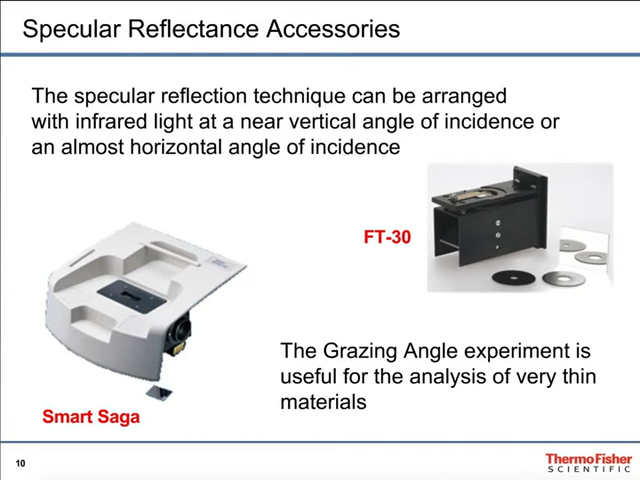 Specular Reflectance Accessories
The specular reflection technique can be arranged
with infrared light at a near vertical angle of incidence or
an almost horizontal angle of incidence
FT-30
The Grazing Angle experiment is
useful for the analysis of very thin
materials
Smart Saga
10
ThermoFisher
SCIENTIFIC